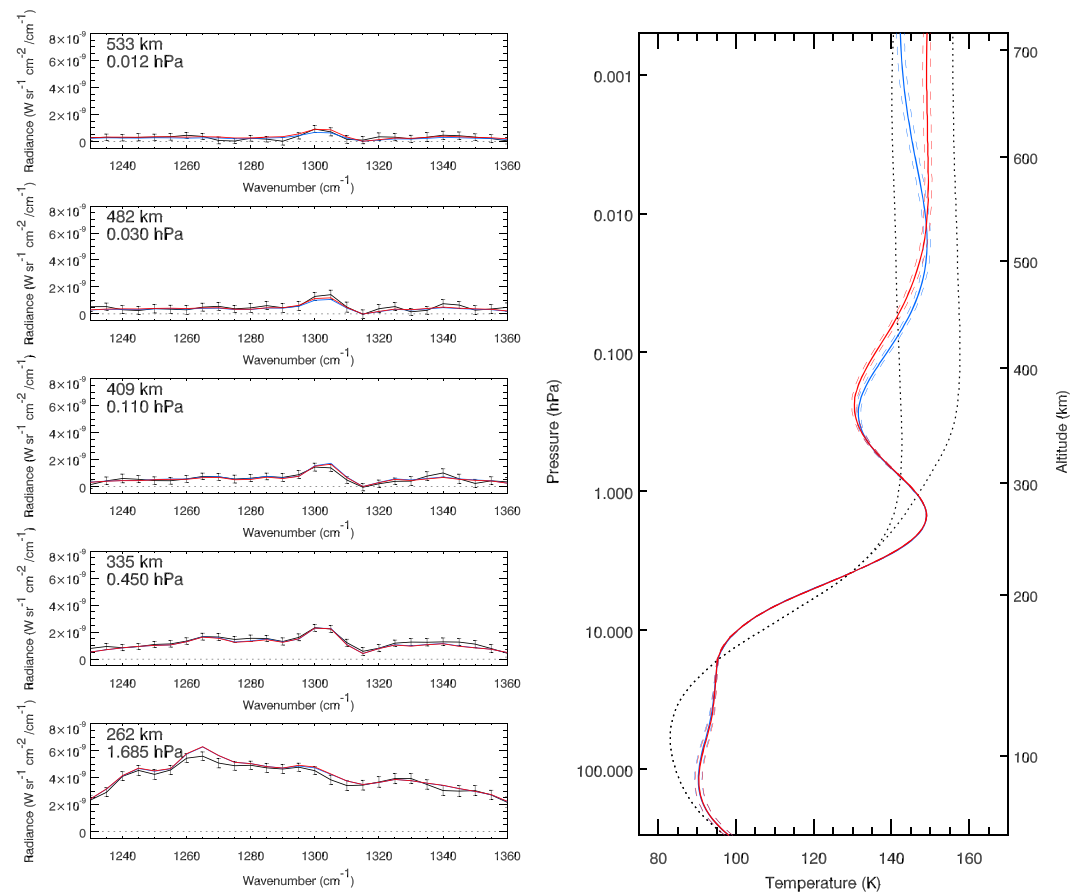 533 km
0.012 hPa
8×10⁻⁹
6×10⁻⁹
4×10⁻⁹
2×10⁻⁹
0
1240 1260 1280 1300 1320 1340 1360
Wavenumber (cm⁻¹)
Radiance (W sr⁻¹ cm⁻² /cm⁻¹)
482 km
0.030 hPa
8×10⁻⁹
6×10⁻⁹
4×10⁻⁹
2×10⁻⁹
0
1240 1260 1280 1300 1320 1340 1360
Wavenumber (cm⁻¹)
Radiance (W sr⁻¹ cm⁻² /cm⁻¹)
409 km
0.110 hPa
8×10⁻⁹
6×10⁻⁹
4×10⁻⁹
2×10⁻⁹
0
1240 1260 1280 1300 1320 1340 1360
Wavenumber (cm⁻¹)
Radiance (W sr⁻¹ cm⁻² /cm⁻¹)
335 km
0.450 hPa
8×10⁻⁹
6×10⁻⁹
4×10⁻⁹
2×10⁻⁹
0
1240 1260 1280 1300 1320 1340 1360
Wavenumber (cm⁻¹)
Radiance (W sr⁻¹ cm⁻² /cm⁻¹)
262 km
1.685 hPa
8×10⁻⁹
6×10⁻⁹
4×10⁻⁹
2×10⁻⁹
0
1240 1260 1280 1300 1320 1340 1360
Wavenumber (cm⁻¹)
Radiance (W sr⁻¹ cm⁻² /cm⁻¹)
Pressure (hPa)
0.001
0.010
0.100
1.000
10.000
100.000
80 100 120 140 160
Temperature (K)
700
600
500
400
300
200
100
Altitude (km)